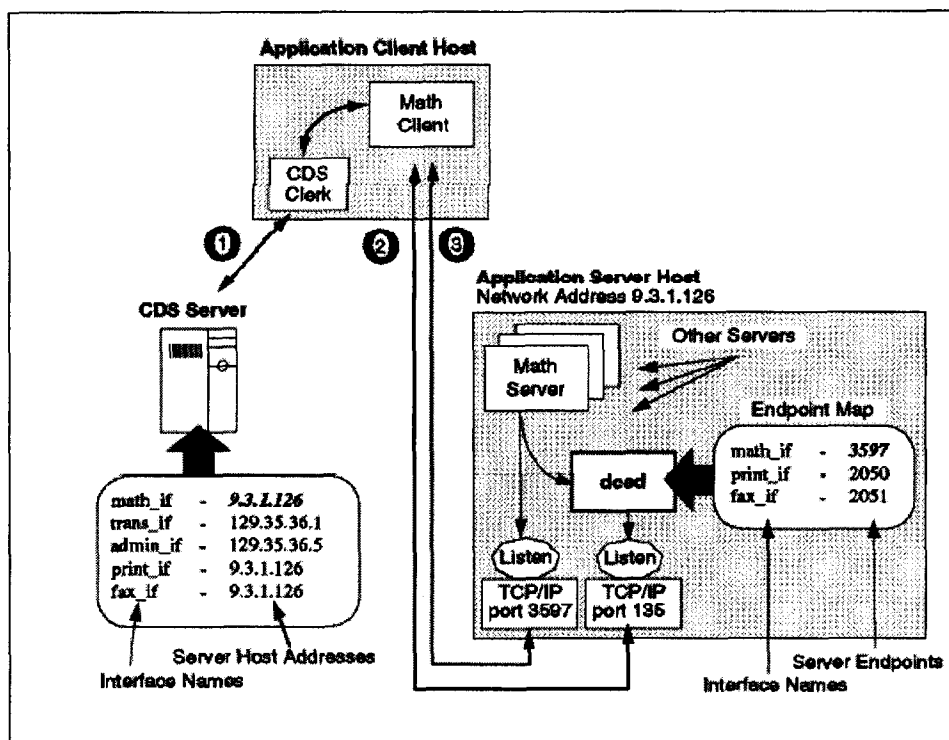 Application Client Host
Math
Client
CDS
Clerk
1
2
3
CDS Server
math_if - 9.3.1.126
trans_if - 129.35.36.1
admin_if - 129.35.36.5
print_if - 9.3.1.126
fax_if - 9.3.1.126
Server Host Addresses
Interface Names
Application Server Host
Network Address 9.3.1.126
Other Servers
Math
Server
Endpoint Map
math_if - 3597
print_if - 2050
fax_if - 2051
dced
Listen
Listen
TCP/IP
port 3597
TCP/IP
port 135
Server Endpoints
Interface Names